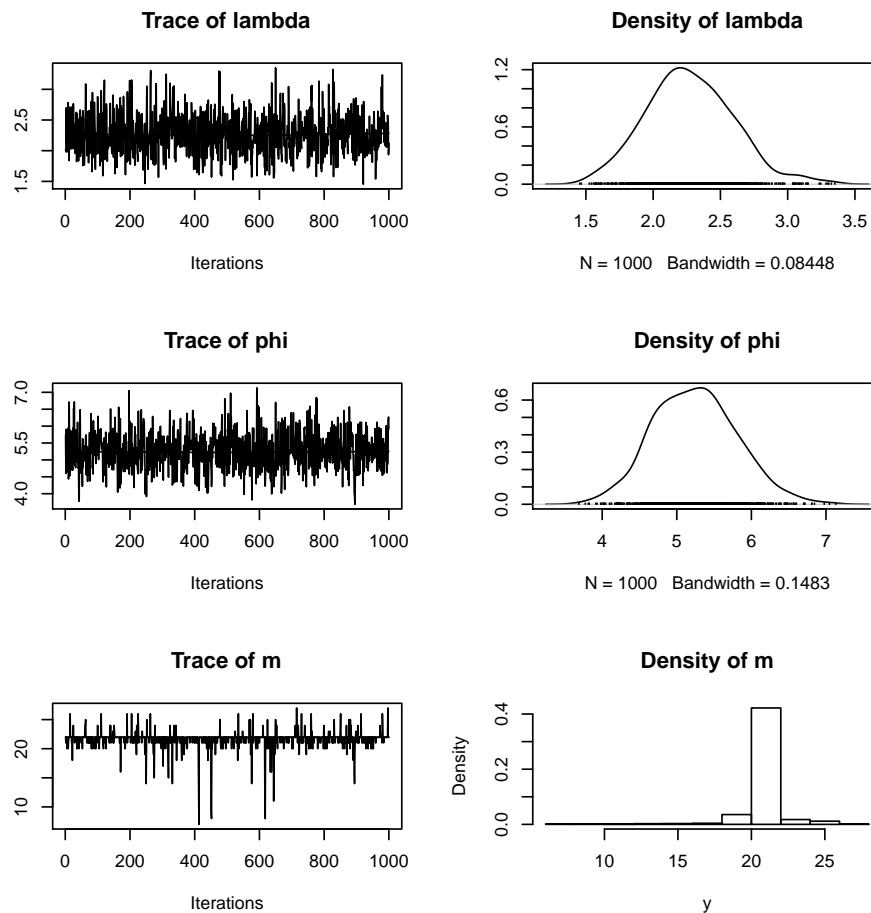 Trace of lambda
1.5 2.5
0 200 400 600 800 1000
Iterations
Density of lambda
0.0 0.6 1.2
1.5 2.0 2.5 3.0 3.5
N = 1000 Bandwidth = 0.08448
Trace of phi
4.0 5.5 7.0
0 200 400 600 800 1000
Iterations
Density of phi
0.0 0.3 0.6
4 5 6 7
N = 1000 Bandwidth = 0.1483
Trace of m
10 20
0 200 400 600 800 1000
Iterations
Density of m
Density
0.0 0.2 0.4
10 15 20 25
y